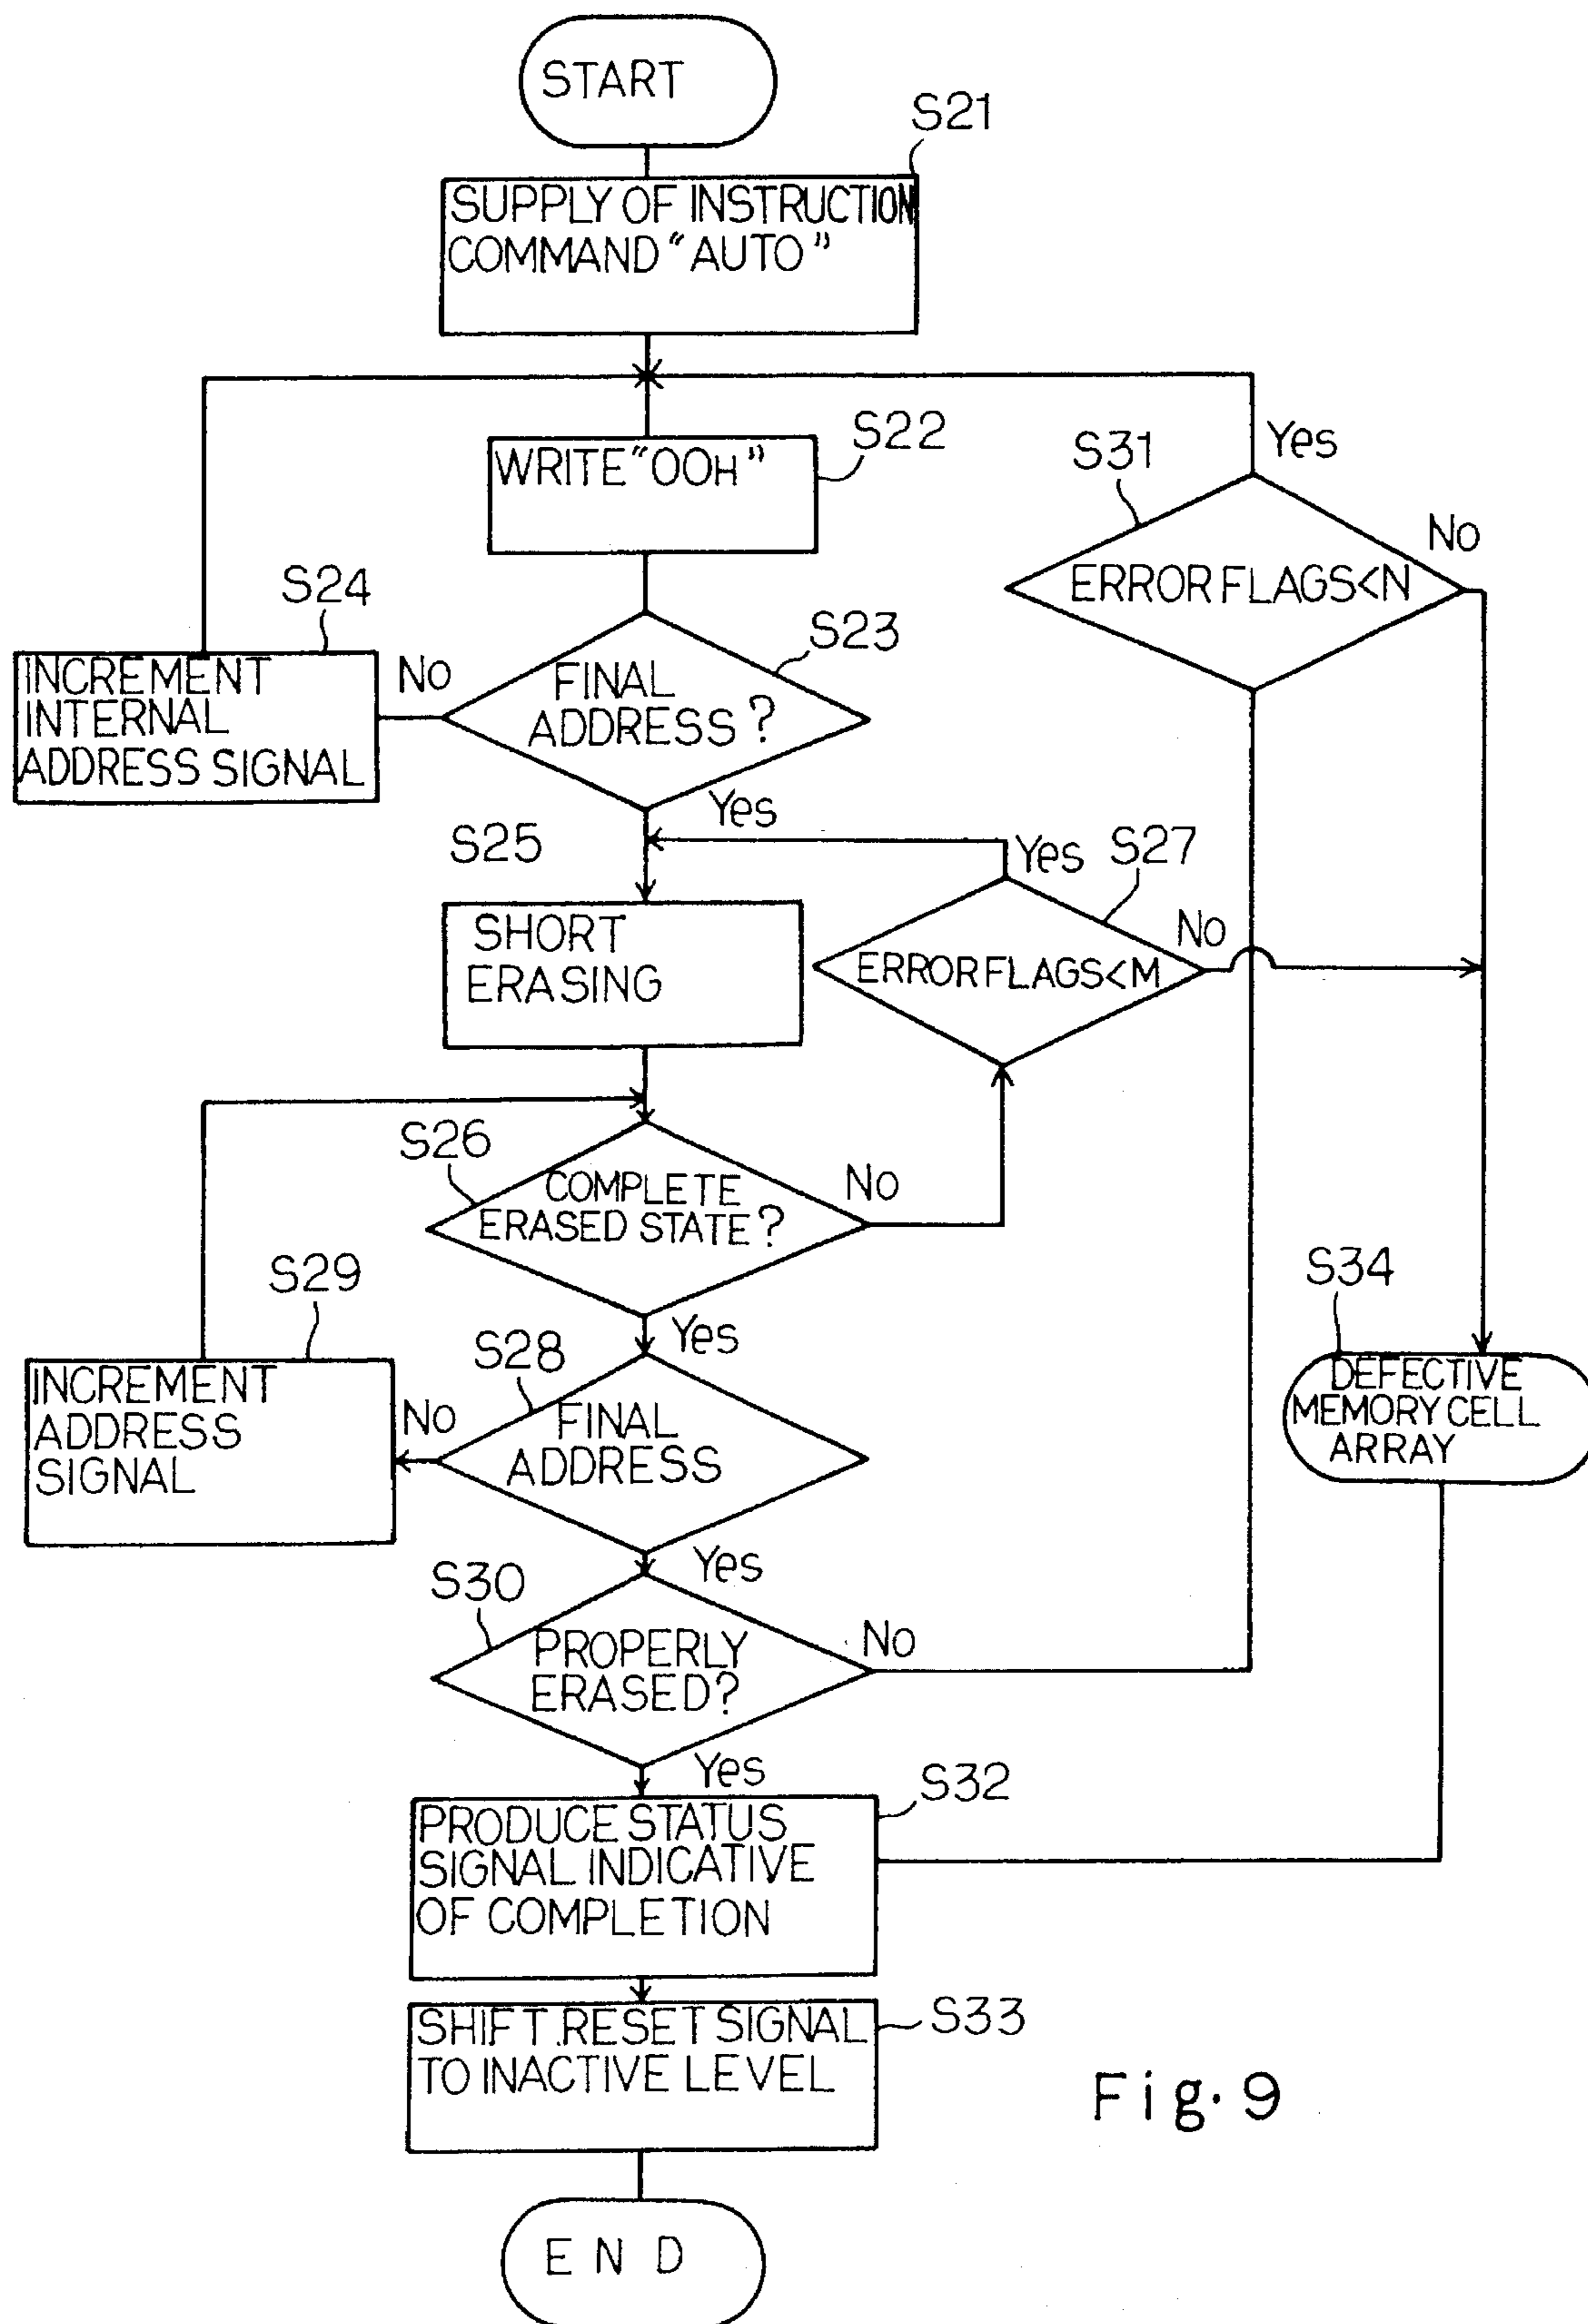 START
S21
SUPPLY OF INSTRUCTION
COMMAND "AUTO"
S22
WRITE "00H"
S31
Yes
No
ERROR FLAGS<N
S24
INCREMENT
INTERNAL
ADDRESS SIGNAL
No
S23
FINAL
ADDRESS?
Yes
S25
SHORT
ERASING
Yes
S27
No
ERROR FLAGS<M
S26
COMPLETE
ERASED STATE?
No
Yes
S29
INCREMENT
ADDRESS
SIGNAL
No
S28
FINAL
ADDRESS
Yes
S34
DEFECTIVE
MEMORY CELL
ARRAY
S30
PROPERLY
ERASED?
No
Yes
S32
PRODUCE STATUS
SIGNAL INDICATIVE
OF COMPLETION
S33
SHIFT RESET SIGNAL
TO INACTIVE LEVEL
Fig. 9
END